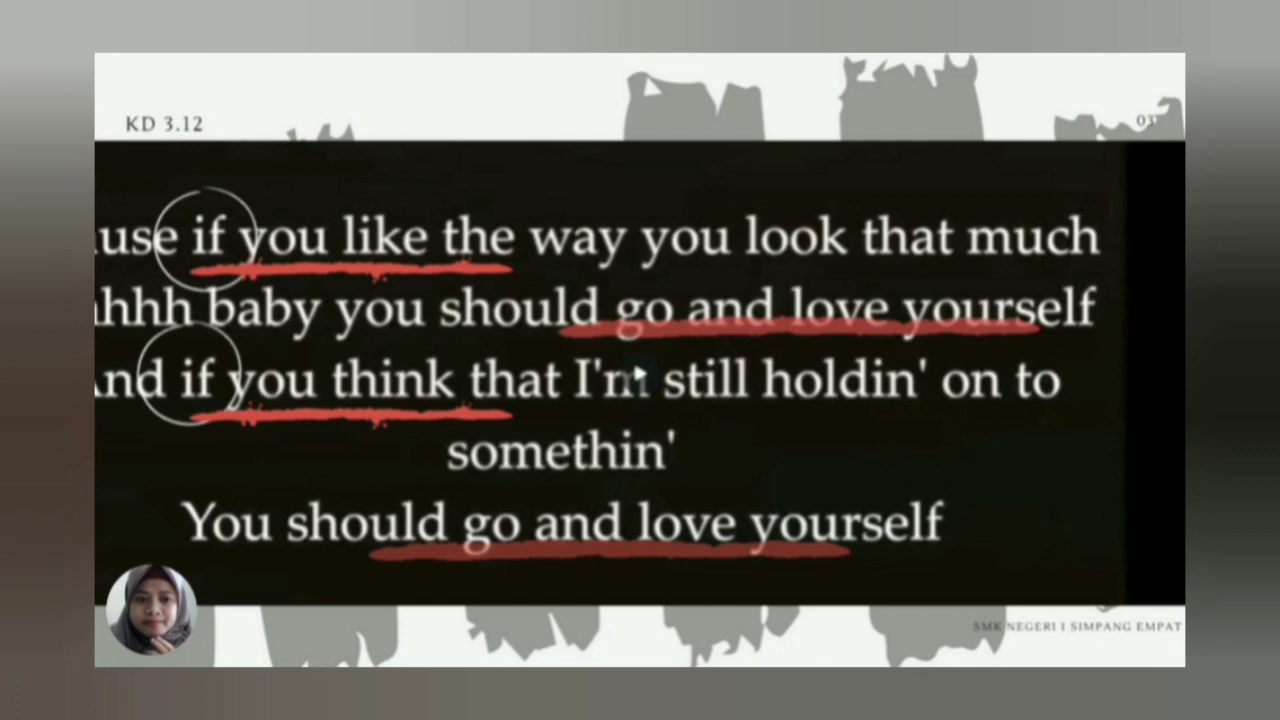 KD 3.12
03
use if you like the way you look that much
hhh baby you should go and love yourself
nd if you think that I'm still holdin' on to
somethin'
You should go and love yourself
SMK NEGERI 1 SIMPANG EMPAT